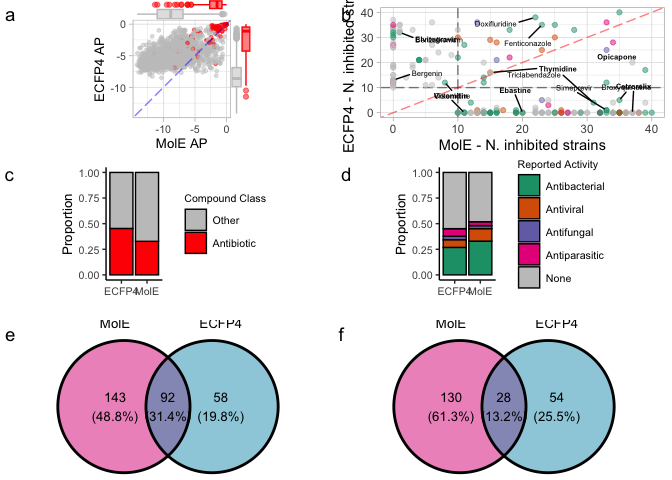 a
ECFP4 AP
0
-5
-10
-10
-5
0
MolE AP
b
ECFP4 - N. inhibited str
40
30
20
10
0
0
10
20
30
40
MolE - N. inhibited strains
Doxifluridine
Fenticonazole
Opicapone
Bergenin
Thymidine
Triclabendazole
Ebastine
Simeprevir
c
Proportion
1.00
0.75
0.50
0.25
0.00
ECFP4
MolE
Compound Class
Other
Antibiotic
d
Proportion
1.00
0.75
0.50
0.25
0.00
ECFP4
MolE
Reported Activity
Antibacterial
Antiviral
Antifungal
Antiparasitic
None
e
MolE
ECFP4
143
(48.8%)
92
(31.4%)
58
(19.8%)
f
MolE
ECFP4
130
(61.3%)
28
(13.2%)
54
(25.5%)